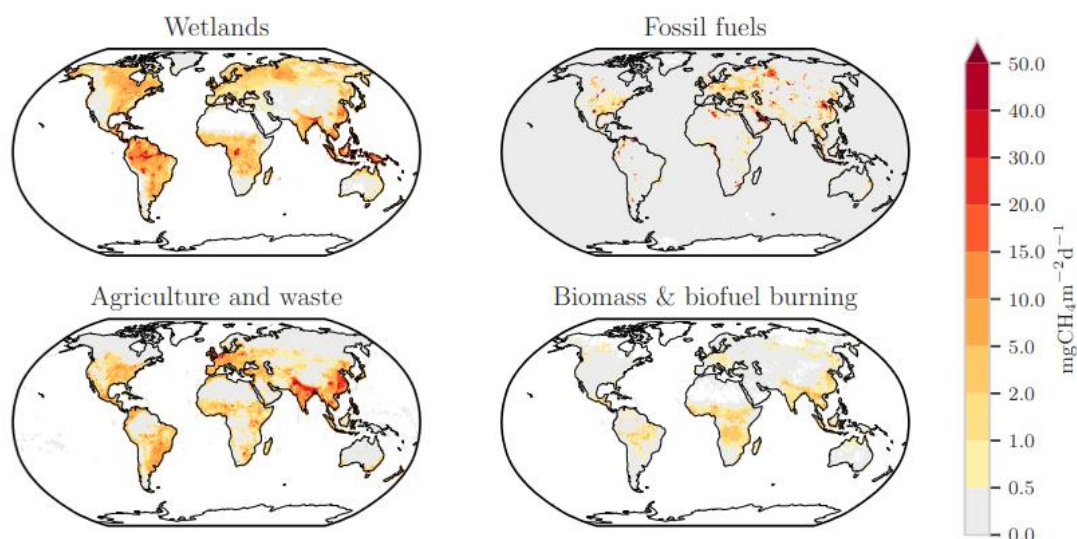 Wetlands
Fossil fuels
Agriculture and waste
Biomass & biofuel burning
50.0
40.0
30.0
20.0
15.0
10.0
5.0
2.0
1.0
0.5
0.0
mgCH₄m⁻²d⁻¹